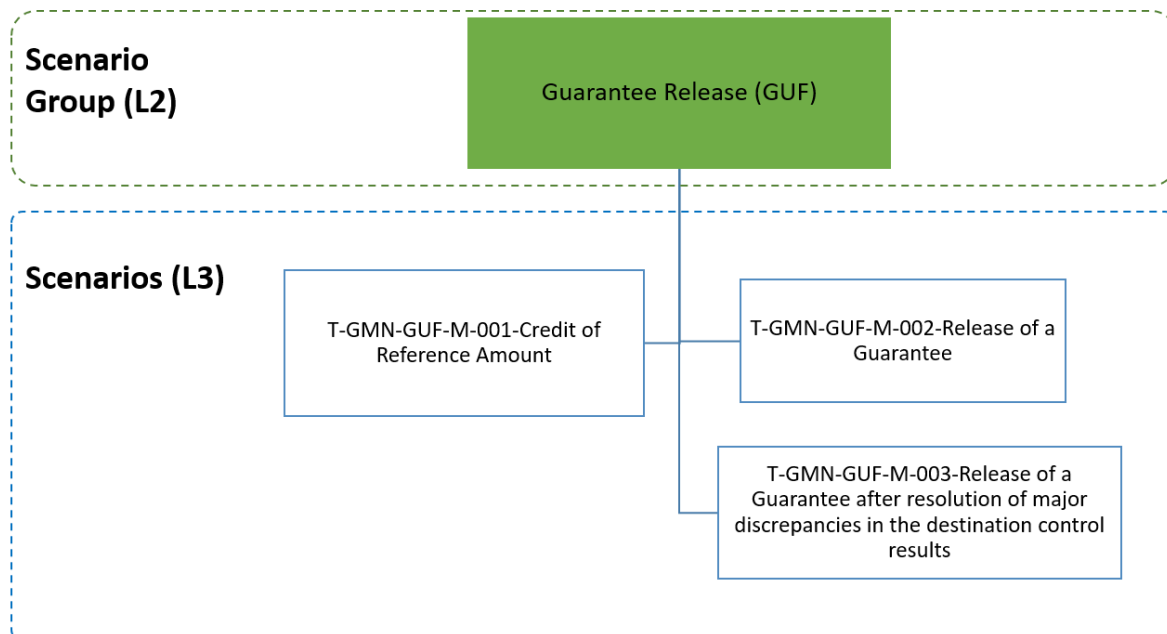 Scenario
Group (L2)
Guarantee Release (GUF)
Scenarios (L3)
T-GMN-GUF-M-001-Credit of
Reference Amount
T-GMN-GUF-M-002-Release of a
Guarantee
T-GMN-GUF-M-003-Release of a
Guarantee after resolution of major
discrepancies in the destination control
results